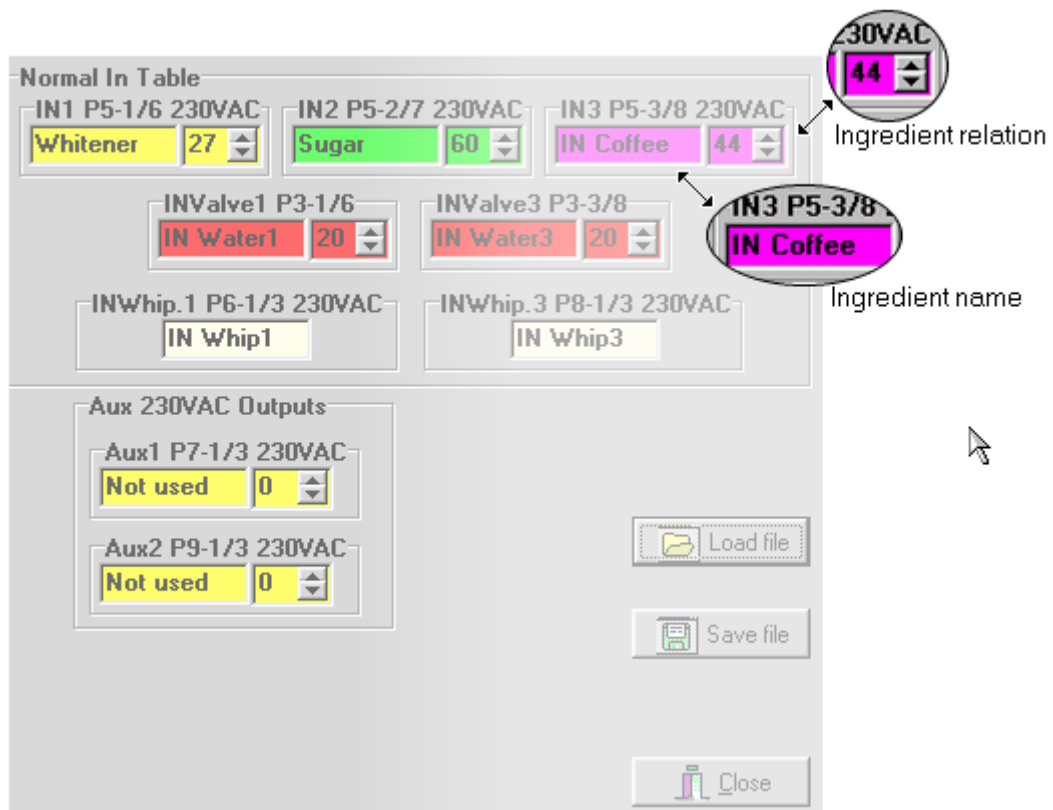 230VAC
44
Ingredient relation
Normal In Table
IN1 P5-1/6 230VAC IN2 P5-2/7 230VAC IN3 P5-3/8 230VAC
Whitener 27 Sugar 60 IN Coffee 44
INValve1 P3-1/6 INValve3 P3-3/8
IN Water1 20 IN Water3 20
IN3 P5-3/8
IN Coffee
Ingredient name
INWhip.1 P6-1/3 230VAC INWhip.3 P8-1/3 230VAC
IN Whip1 IN Whip3
Aux 230VAC Outputs
Aux1 P7-1/3 230VAC
Not used 0
Aux2 P9-1/3 230VAC
Not used 0
Load file
Save file
Close